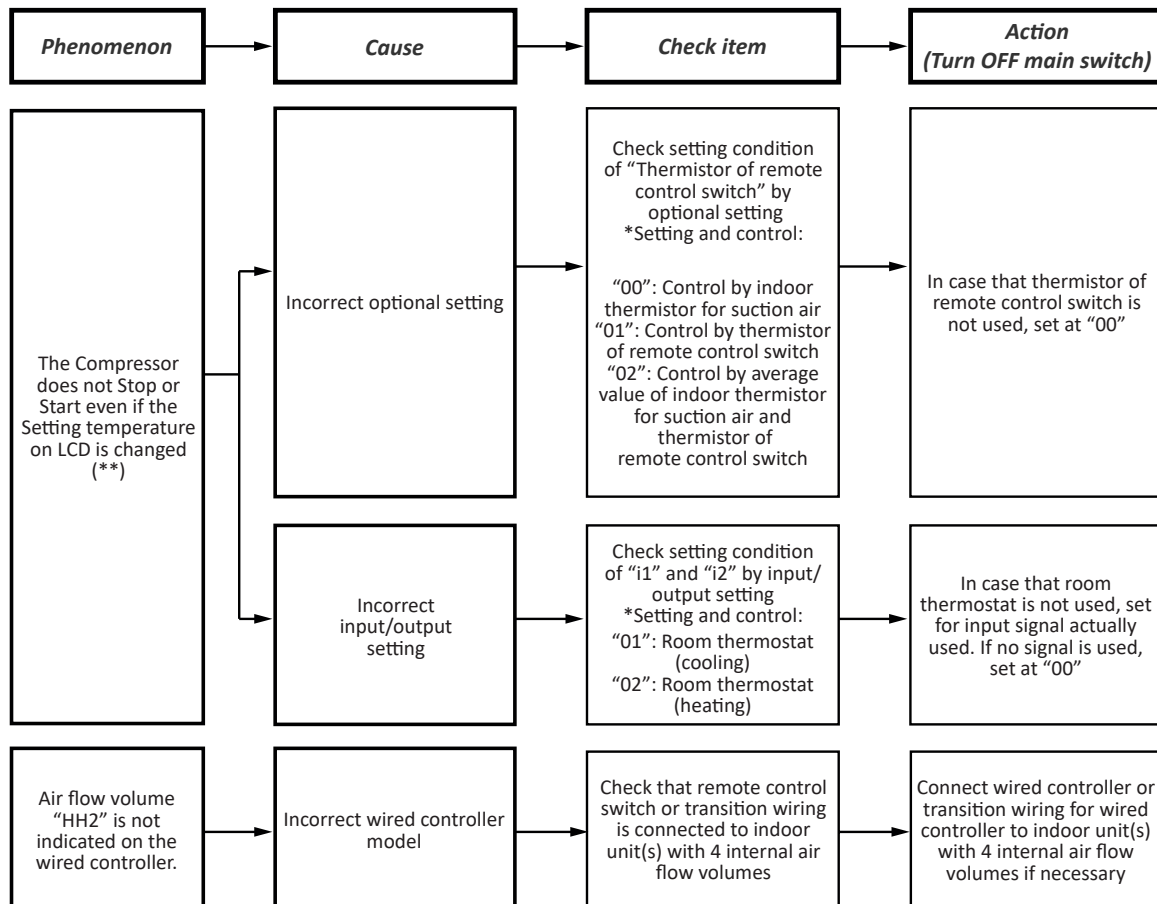 Phenomenon
Cause
Check item
Action
(Turn OFF main switch)
The Compressor
does not Stop or
Start even if the
Setting temperature
on LCD is changed
(**)
Incorrect optional setting
Check setting condition
of “Thermistor of remote
control switch” by
optional setting
*Setting and control:
“00”: Control by indoor
thermistor for suction air
“01”: Control by thermistor
of remote control switch
“02”: Control by average
value of indoor thermistor
for suction air and
thermistor of
remote control switch
In case that thermistor of
remote control switch is
not used, set at “00”
Incorrect
input/output
setting
Check setting condition
of “i1” and “i2” by input/
output setting
*Setting and control:
“01”: Room thermostat
(cooling)
“02”: Room thermostat
(heating)
In case that room
thermostat is not used, set
for input signal actually
used. If no signal is used,
set at “00”
Air flow volume
“HH2” is not
indicated on the
wired controller.
Incorrect wired controller
model
Check that remote control
switch or transition wiring
is connected to indoor
unit(s) with 4 internal air
flow volumes
Connect wired controller or
transition wiring for wired
controller to indoor unit(s)
with 4 internal air flow
volumes if necessary